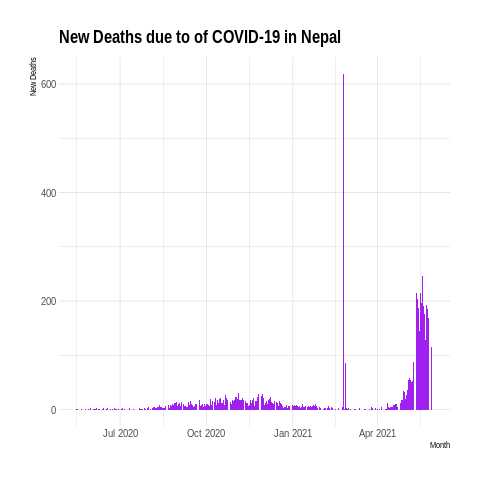 New Deaths due to of COVID-19 in Nepal
New Deaths
600
400
200
0
Jul 2020 Oct 2020 Jan 2021 Apr 2021
Month